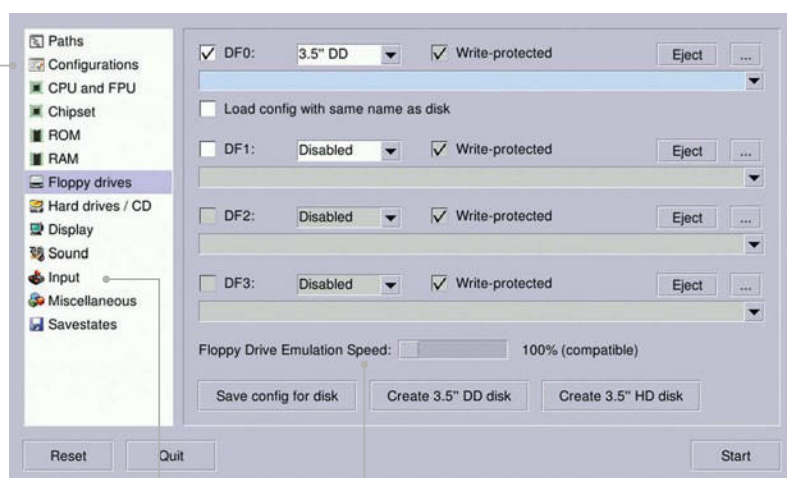 Paths
Configurations
CPU and FPU
Chipset
ROM
RAM
Floppy drives
Hard drives / CD
Display
Sound
Input
Miscellaneous
Savestates
DF0: 3.5" DD Write-protected Eject ...
Load config with same name as disk
DF1: Disabled Write-protected Eject ...
DF2: Disabled Write-protected Eject ...
DF3: Disabled Write-protected Eject ...
Floppy Drive Emulation Speed: 100% (compatible)
Save config for disk Create 3.5" DD disk Create 3.5" HD disk
Reset Quit Start